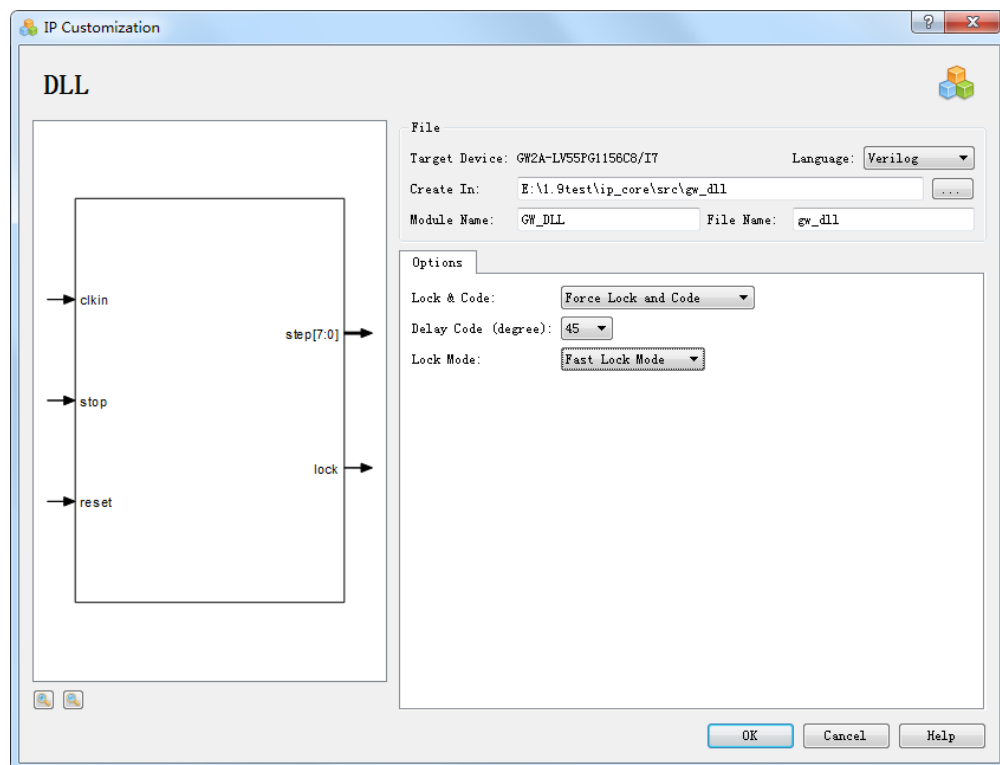 IP Customization
DLL
clkin
stop
reset
step[7:0]
lock
File
Target Device: GW2A-LV55PG1156C8/I7 Language: Verilog
Create In: E:\1.9test\ip_core\src\gw_dll ...
Module Name: GW_DLL File Name: gw_dll
Options
Lock & Code: Force Lock and Code
Delay Code (degree): 45
Lock Mode: Fast Lock Mode
OK Cancel Help